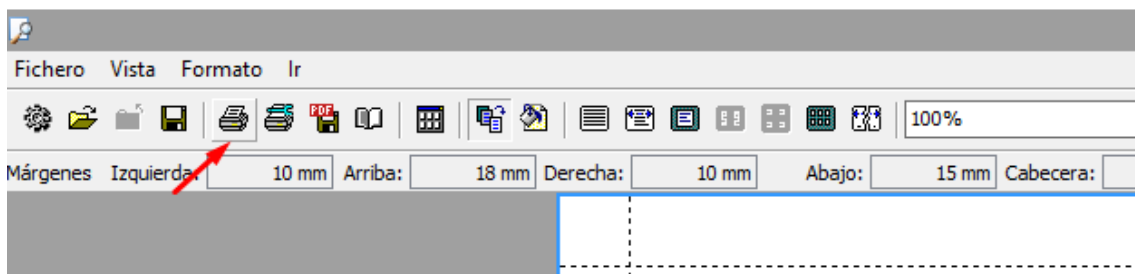 Fichero Vista Formato Ir
PDF 100%
Márgenes Izquierda: 10 mm Arriba: 18 mm Derecha: 10 mm Abajo: 15 mm Cabecera: